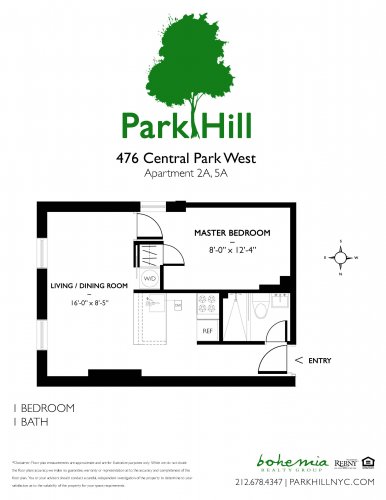 Park Hill
476 Central Park West
Apartment 2A, 5A
MASTER BEDROOM
8'-0" x 12'-4"
LIVING / DINING ROOM
16'-0" x 8'-5"
W/D
REF
ENTRY
S
E
W
N
1 BEDROOM
1 BATH
bohemia
REALTY GROUP
REBNY
212.678.4347 | PARKHILLNYC.COM